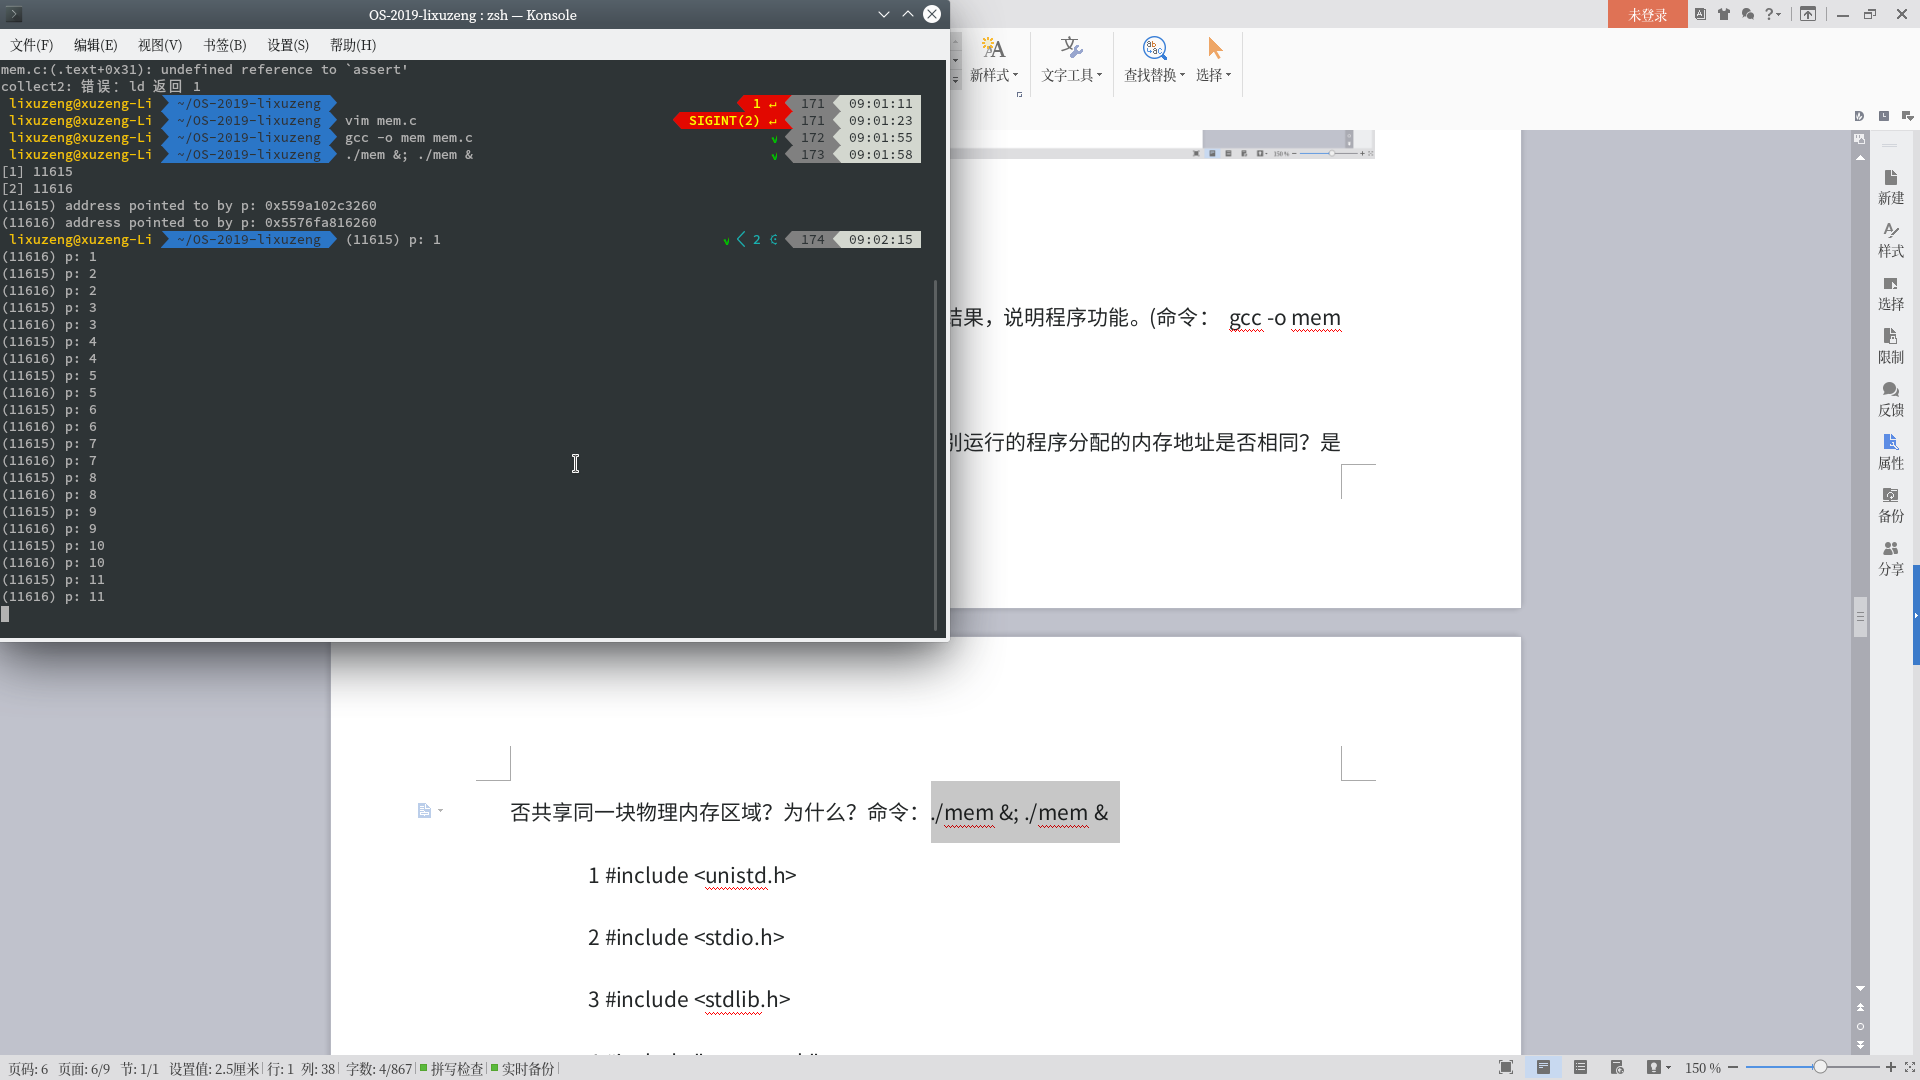 OS-2019-lixuzeng : zsh — Konsole
文件(F) 编辑(E) 视图(V) 书签(B) 设置(S) 帮助(H)
mem.c:(.text+0x31): undefined reference to `assert'
collect2: 错误: ld 返回 1
lixuzeng@xuzeng-Li ~/OS-2019-lixuzeng 1 ↵ 171 09:01:11
lixuzeng@xuzeng-Li ~/OS-2019-lixuzeng vim mem.c SIGINT(2) ↵ 171 09:01:23
lixuzeng@xuzeng-Li ~/OS-2019-lixuzeng gcc -o mem mem.c 172 09:01:55
lixuzeng@xuzeng-Li ~/OS-2019-lixuzeng ./mem &; ./mem & 173 09:01:58
[1] 11615
[2] 11616
(11615) address pointed to by p: 0x559a102c3260
(11616) address pointed to by p: 0x5576fa816260
lixuzeng@xuzeng-Li ~/OS-2019-lixuzeng (11615) p: 1 2 174 09:02:15
(11616) p: 1
(11615) p: 2
(11616) p: 2
(11615) p: 3
(11616) p: 3
(11615) p: 4
(11616) p: 4
(11615) p: 5
(11616) p: 5
(11615) p: 6
(11616) p: 6
(11615) p: 7
(11616) p: 7
(11615) p: 8
(11616) p: 8
(11615) p: 9
(11616) p: 9
(11615) p: 10
(11616) p: 10
(11615) p: 11
(11616) p: 11
未登录
新样式 文字工具 查找替换 选择
结果，说明程序功能。(命令： gcc -o mem
别运行的程序分配的内存地址是否相同？是
否共享同一块物理内存区域？为什么？命令：./mem &; ./mem &
1 #include <unistd.h>
2 #include <stdio.h>
3 #include <stdlib.h>
新建
样式
选择
限制
反馈
属性
备份
分享
页码: 6 页面: 6/9 节: 1/1 设置值: 2.5厘米 行: 1 列: 38 字数: 4/867 拼写检查 实时备份 150 %